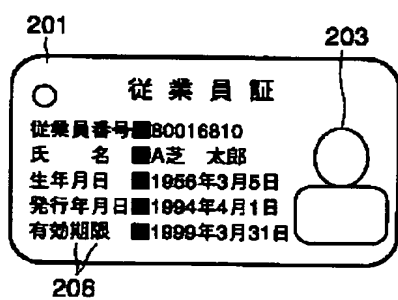 201
203
従業員証
従業員番号■80016810
氏 名 ■A芝 太郎
生年月日 ■1956年3月5日
発行年月日■1994年4月1日
有効期限 ■1999年3月31日
206